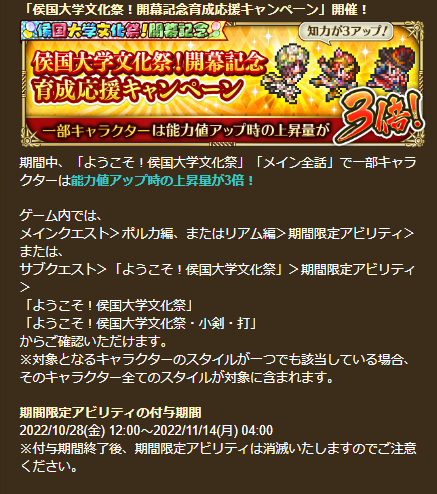 「侯国大学文化祭！開幕記念育成応援キャンペーン」開催！
侯国大学文化祭！開幕記念
知力が3アップ！
侯国大学文化祭！開幕記念
育成応援キャンペーン
一部キャラクターは能力値アップ時の上昇量が
3倍！
期間中、「ようこそ！侯国大学文化祭」「メイン全話」で一部キャラ
クターは能力値アップ時の上昇量が3倍！
ゲーム内では、
メインクエスト＞ポルカ編、またはリアム編＞期間限定アビリティ＞
または、
サブクエスト＞「ようこそ！侯国大学文化祭」＞期間限定アビリティ
＞
「ようこそ！侯国大学文化祭」
「ようこそ！侯国大学文化祭・小剣・打」
からご確認いただけます。
※対象となるキャラクターのスタイルが一つでも該当している場合、
そのキャラクター全てのスタイルが対象に含まれます。
期間限定アビリティの付与期間
2022/10/28(金) 12:00～2022/11/14(月) 04:00
※付与期間終了後、期間限定アビリティは消滅いたしますのでご注意
ください。